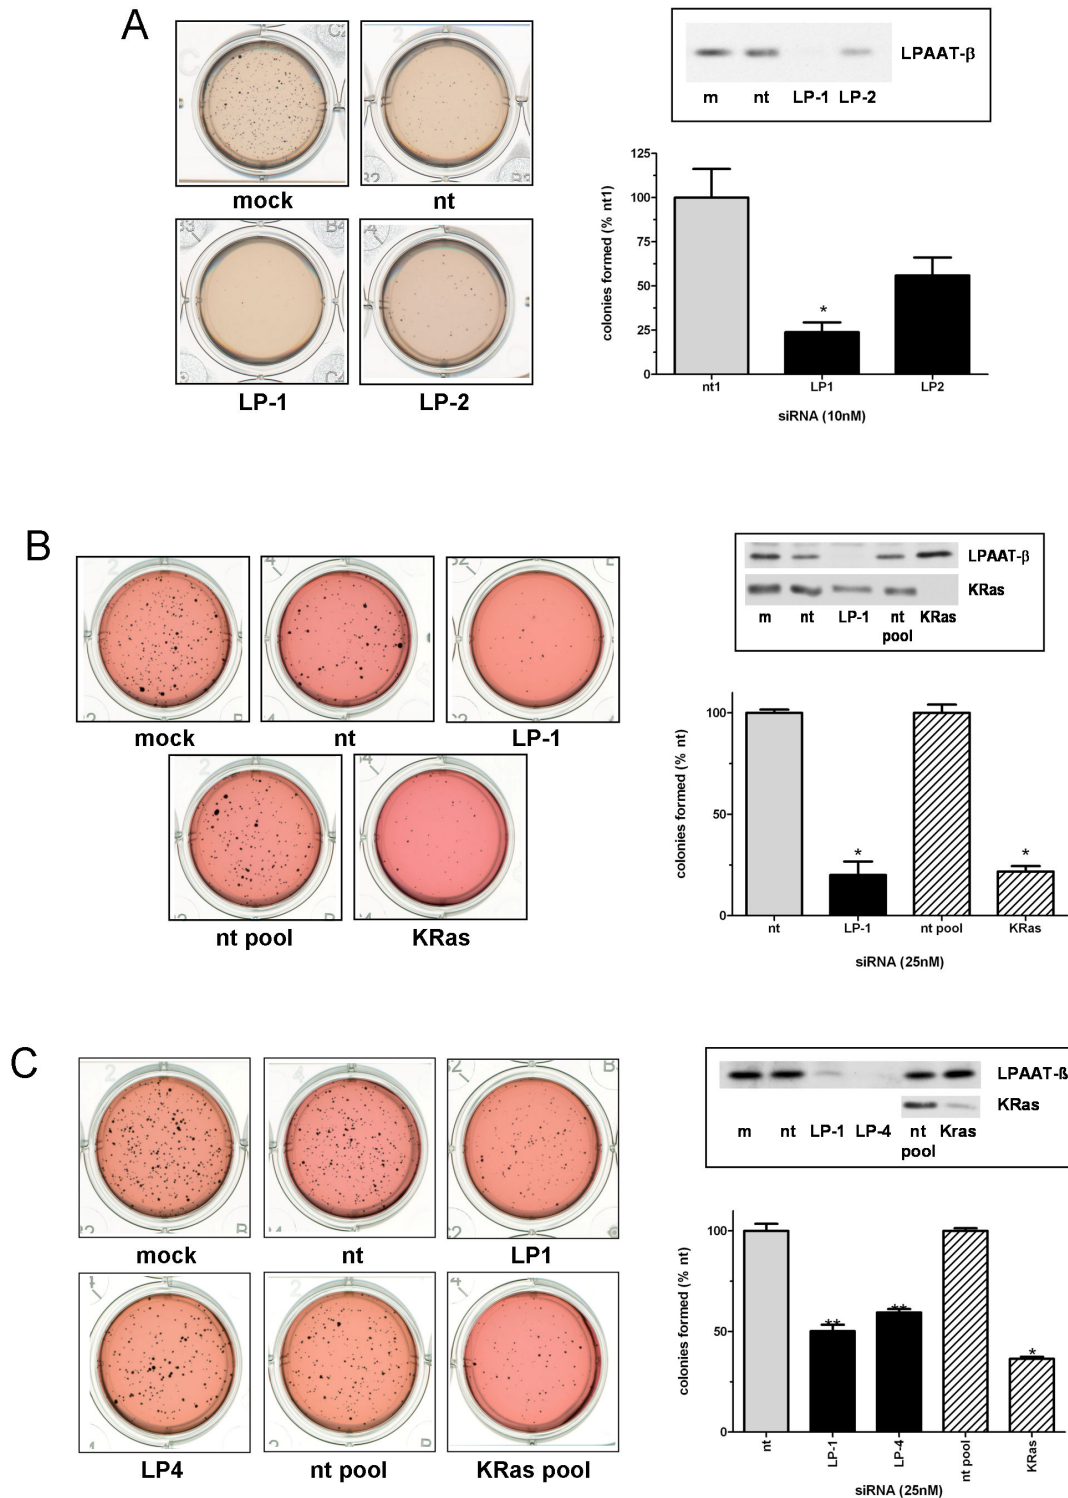 A
mock
nt
LP-1
LP-2
LPAAT-β
m nt LP-1 LP-2
125
100
75
50
25
0
colonies formed (% nt1)
nt1 LP1 LP2
*
siRNA (10nM)
B
mock
nt
LP-1
nt pool
KRas
LPAAT-β
KRas
m nt LP-1 nt pool KRas
100
50
0
colonies formed (% nt)
* *
nt LP-1 nt pool KRas
siRNA (25nM)
C
mock
nt
LP1
LP4
nt pool
KRas pool
LPAAT-ß
KRas
m nt LP-1 LP-4 nt pool Kras
100
50
0
colonies formed (% nt)
** ** *
nt LP-1 LP-4 nt pool KRas
siRNA (25nM)